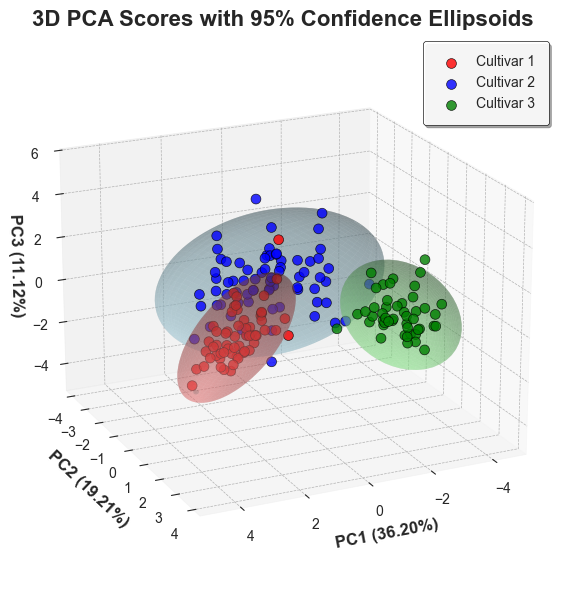 3D PCA Scores with 95% Confidence Ellipsoids
Cultivar 1
Cultivar 2
Cultivar 3
6
4
2
0
−2
−4
PC3 (11.12%)
−4
−3
−2
−1
0
1
2
3
4
PC2 (19.21%)
4
2
0
−2
−4
PC1 (36.20%)